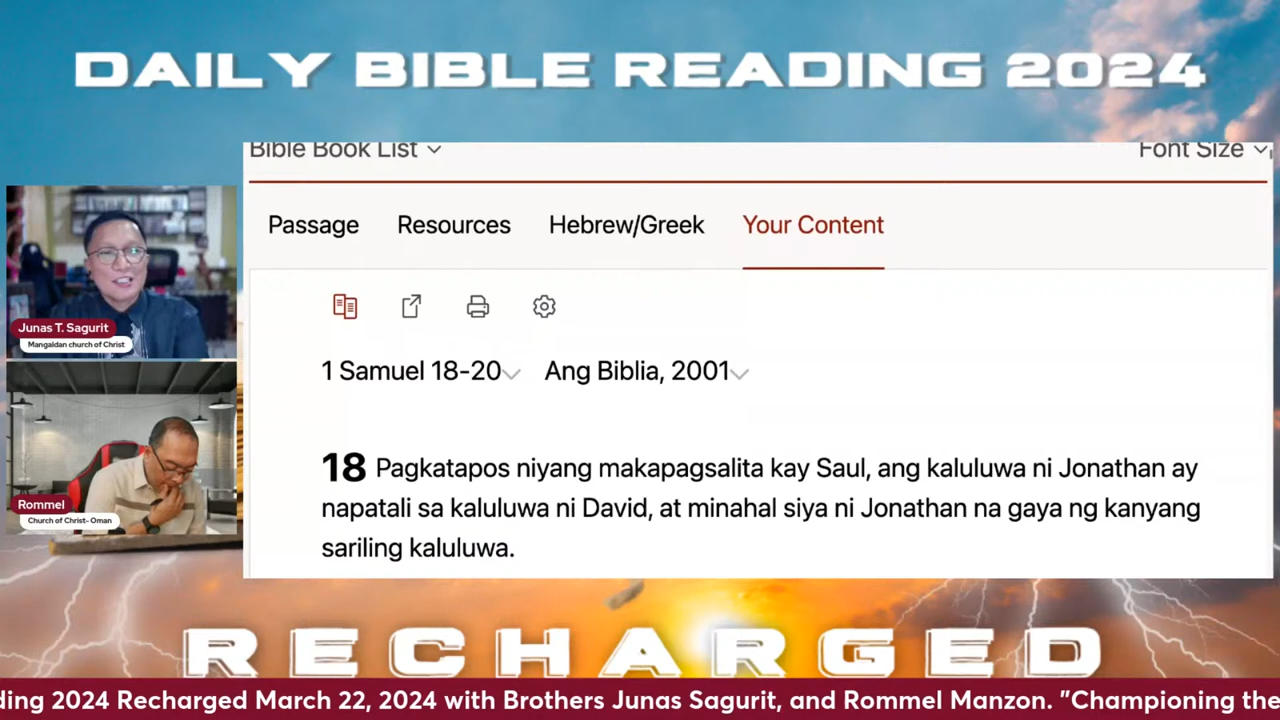 DAILY BIBLE READING 2024
Bible Book List
Font Size
Passage Resources Hebrew/Greek Your Content
1 Samuel 18-20 Ang Biblia, 2001
18 Pagkatapos niyang makapagsalita kay Saul, ang kaluluwa ni Jonathan ay
napatali sa kaluluwa ni David, at minahal siya ni Jonathan na gaya ng kanyang
sariling kaluluwa.
Junas T. Sagurit
Mangaldan church of Christ
Rommel
Church of Christ- Oman
RECHARGED
ding 2024 Recharged March 22, 2024 with Brothers Junas Sagurit, and Rommel Manzon. "Championing the